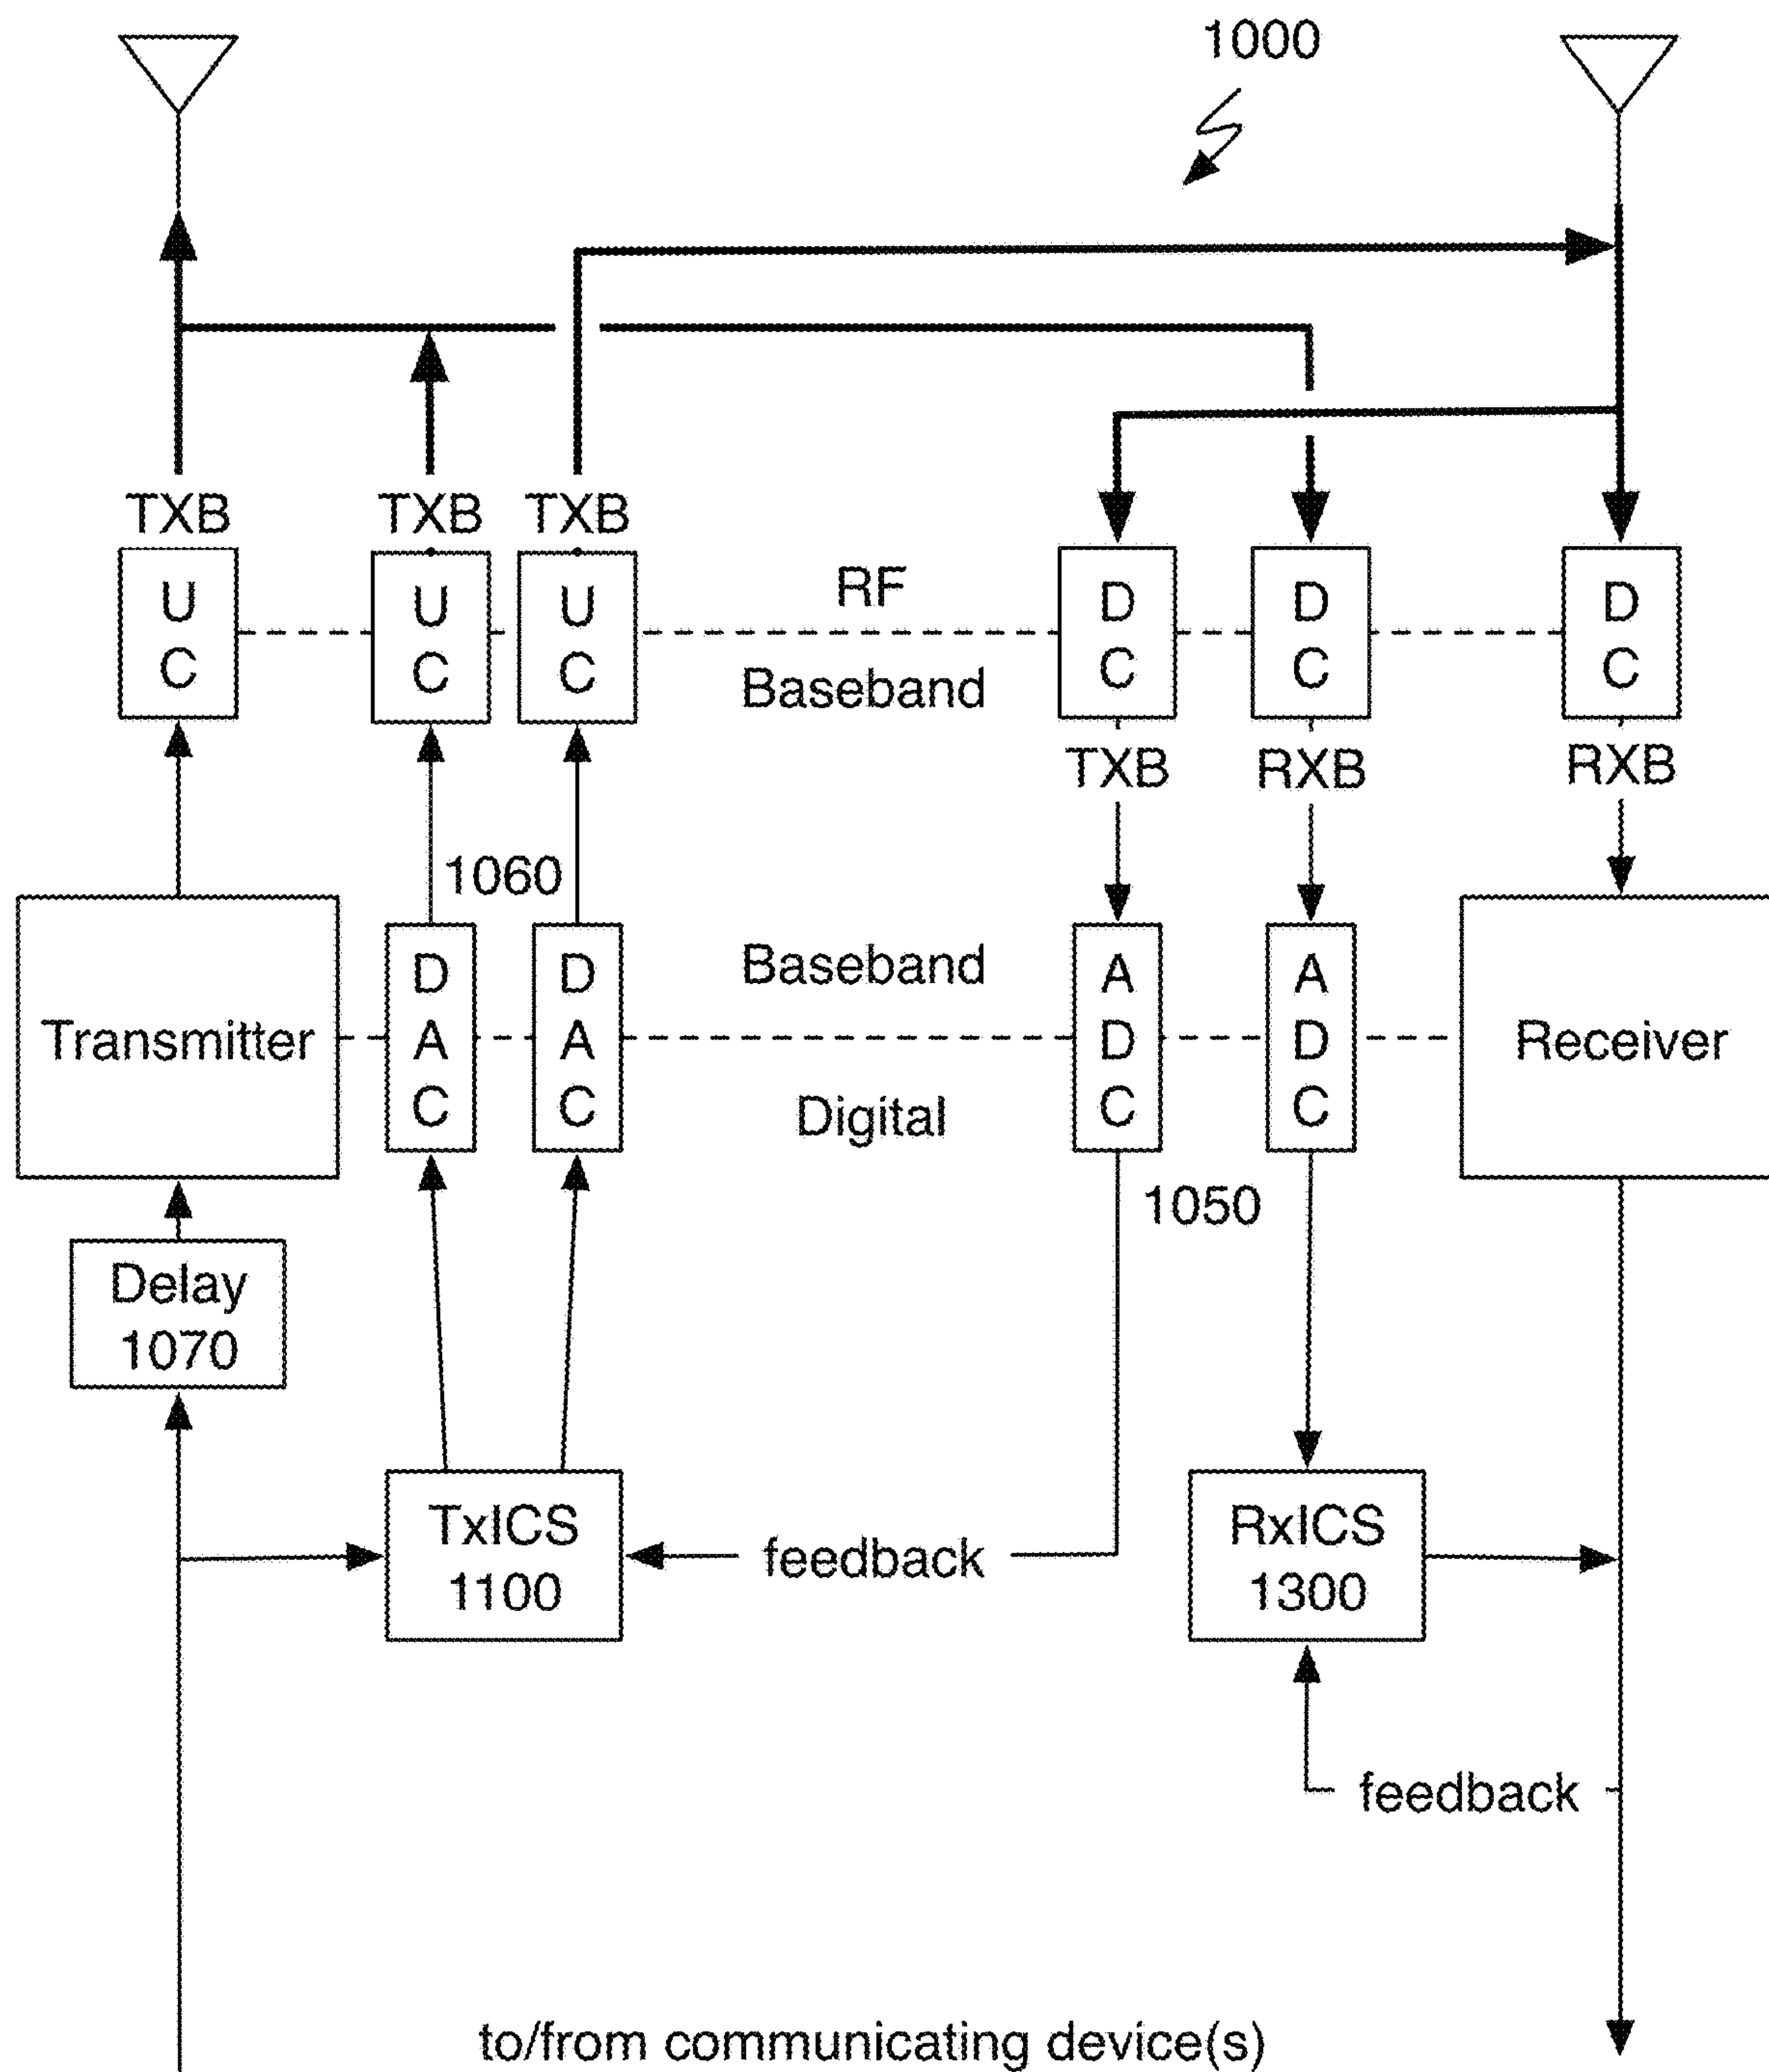 1000
TXB TXB TXB
U C
U C
U C
RF
Baseband
D C
D C
D C
TXB RXB RXB
1060
Transmitter
D A C
D A C
Baseband
Digital
A D C
A D C
Receiver
1050
Delay
1070
TxICS
1100
feedback
RxICS
1300
feedback
to/from communicating device(s)